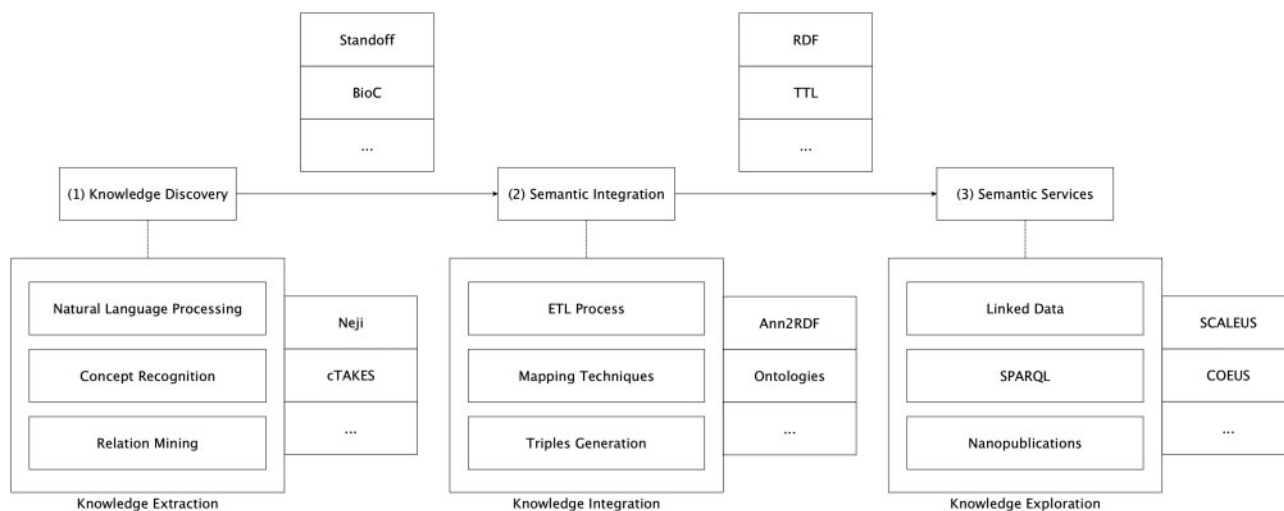 Standoff
BioC
...
RDF
TTL
...
(1) Knowledge Discovery
(2) Semantic Integration
(3) Semantic Services
Natural Language Processing
Concept Recognition
Relation Mining
Neji
cTAKES
...
Knowledge Extraction
ETL Process
Mapping Techniques
Triples Generation
Ann2RDF
Ontologies
...
Knowledge Integration
Linked Data
SPARQL
Nanopublications
SCALEUS
COEUS
...
Knowledge Exploration